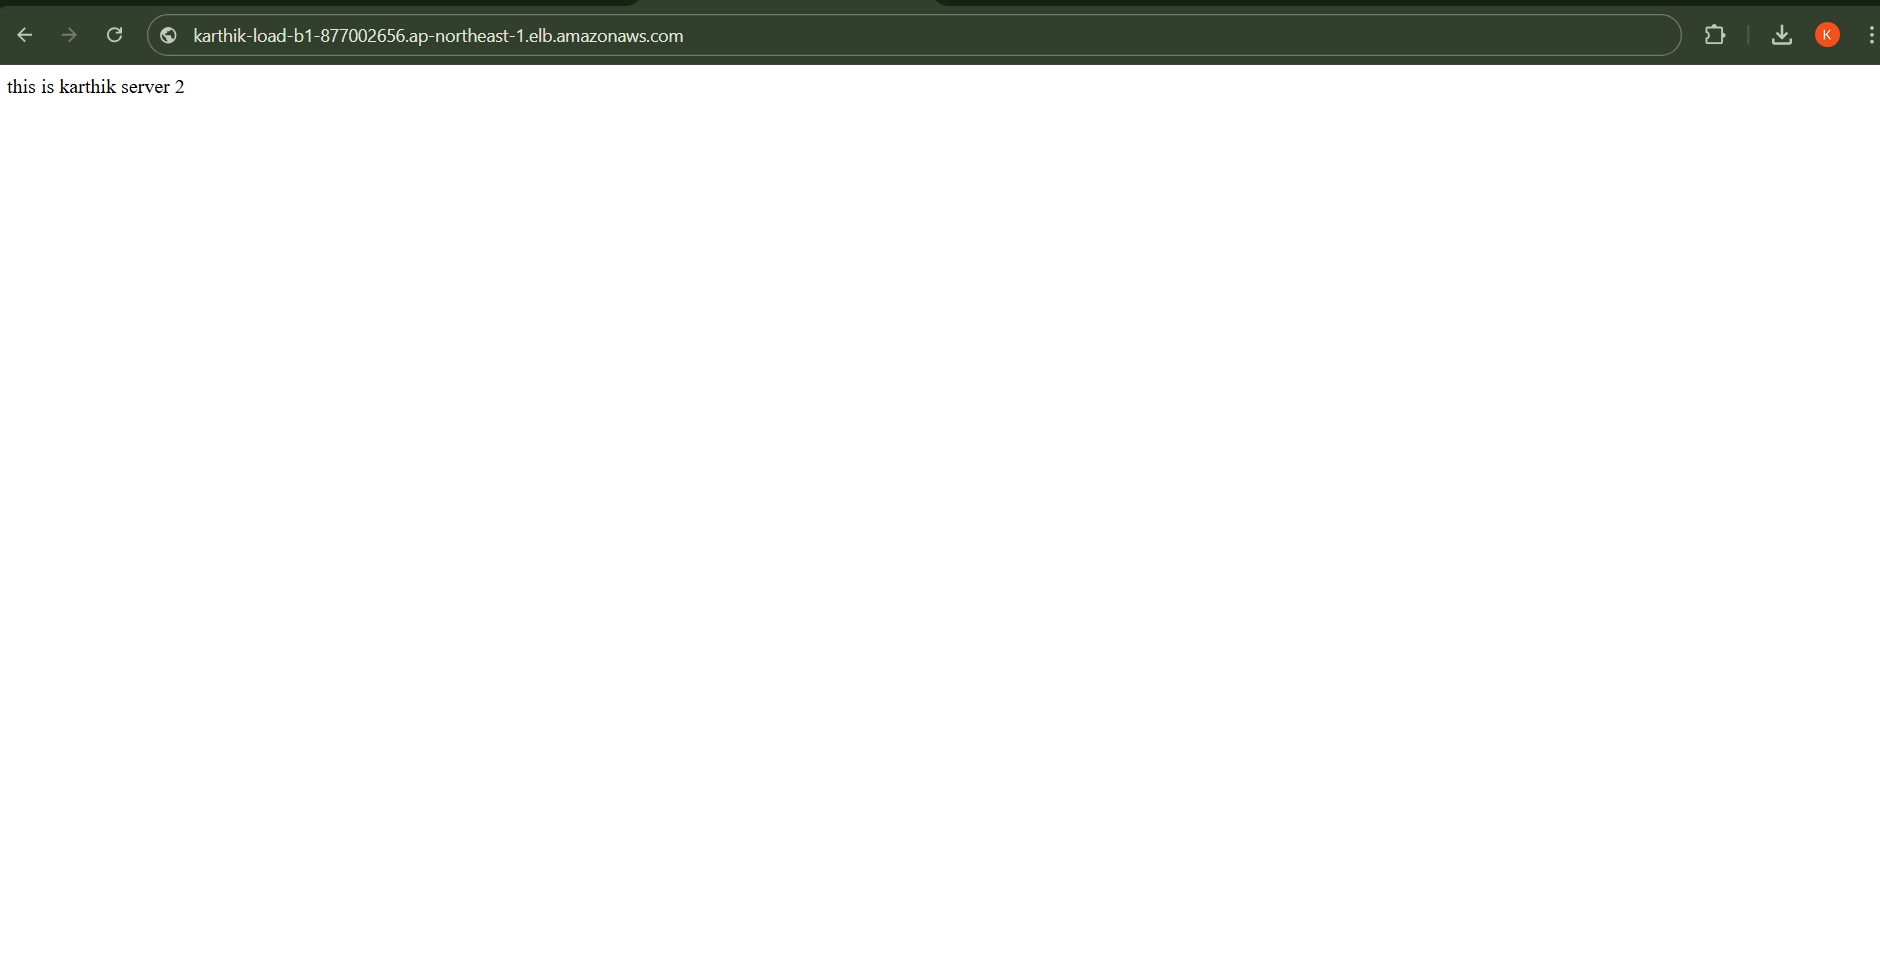 karthik-load-b1-877002656.ap-northeast-1.elb.amazonaws.com
K
this is karthik server 2